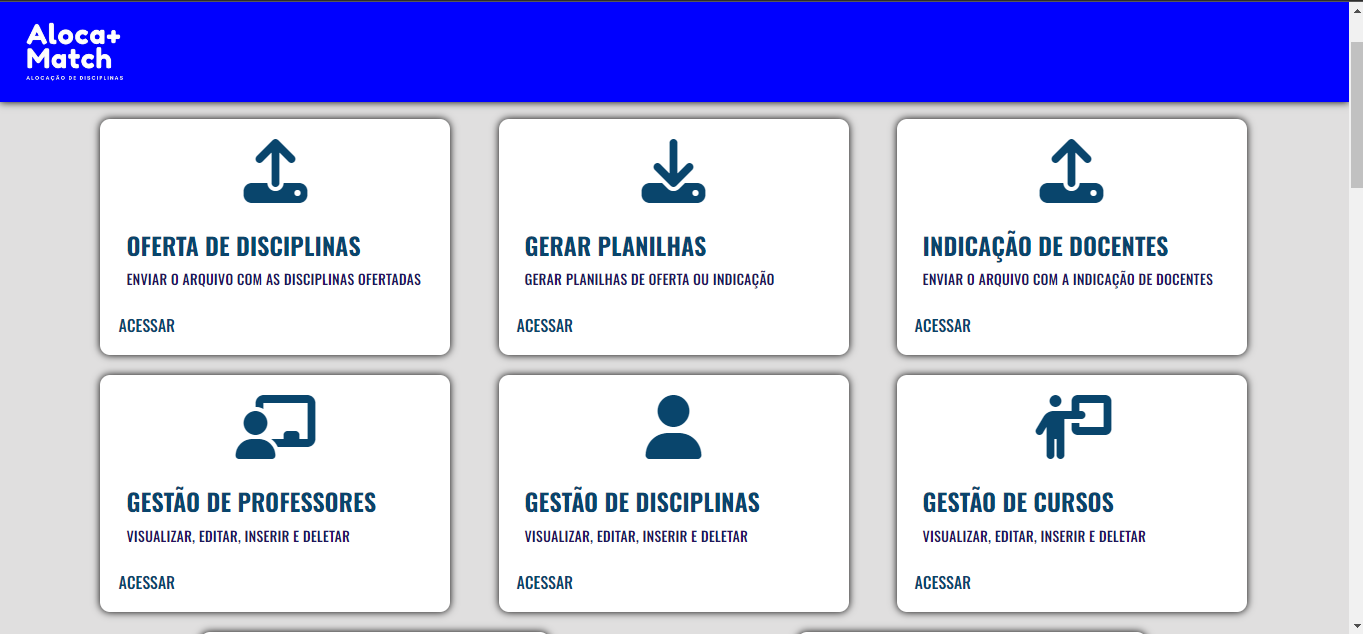 Aloca+
Match
ALOCAÇÃO DE DISCIPLINAS
OFERTA DE DISCIPLINAS
ENVIAR O ARQUIVO COM AS DISCIPLINAS OFERTADAS
ACESSAR
GERAR PLANILHAS
GERAR PLANILHAS DE OFERTA OU INDICAÇÃO
ACESSAR
INDICAÇÃO DE DOCENTES
ENVIAR O ARQUIVO COM A INDICAÇÃO DE DOCENTES
ACESSAR
GESTÃO DE PROFESSORES
VISUALIZAR, EDITAR, INSERIR E DELETAR
ACESSAR
GESTÃO DE DISCIPLINAS
VISUALIZAR, EDITAR, INSERIR E DELETAR
ACESSAR
GESTÃO DE CURSOS
VISUALIZAR, EDITAR, INSERIR E DELETAR
ACESSAR